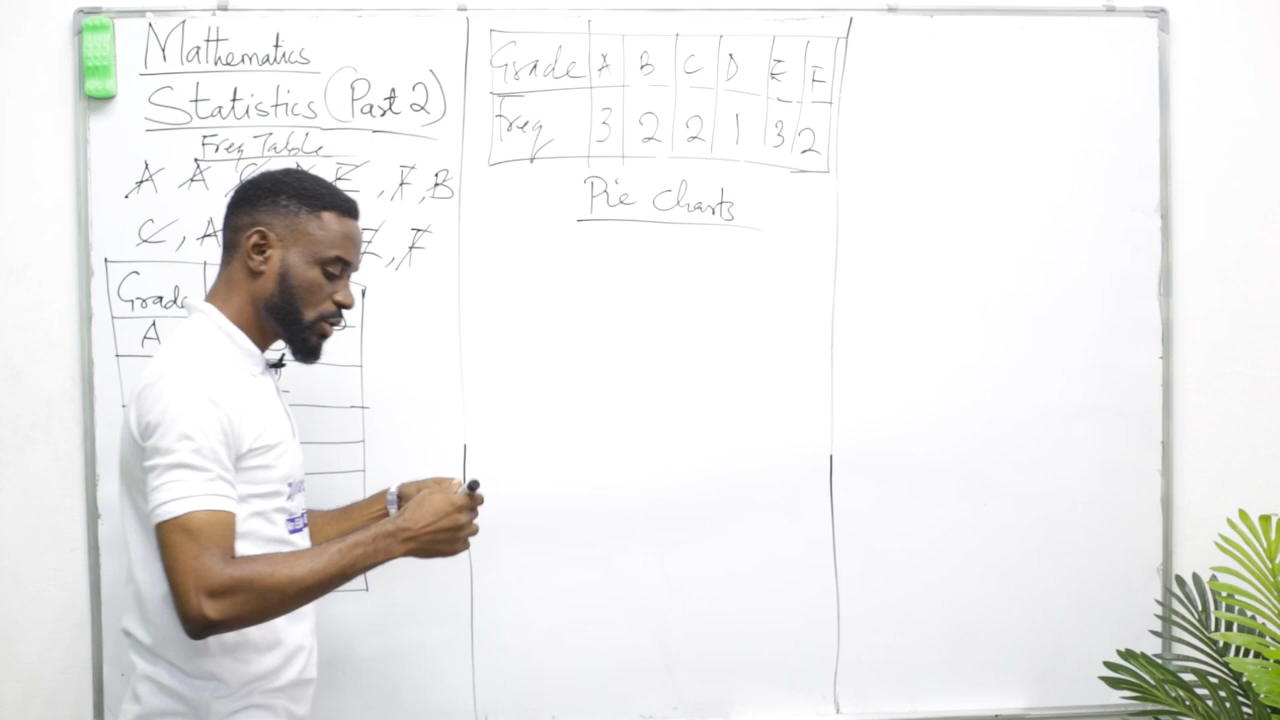 Mathematics
Statistics (Part 2)
Freq Table
A A C E, F, B
C, A E, F
Grade
A
Grade A B C D E F
Freq 3 2 2 1 3 2
Pie Charts